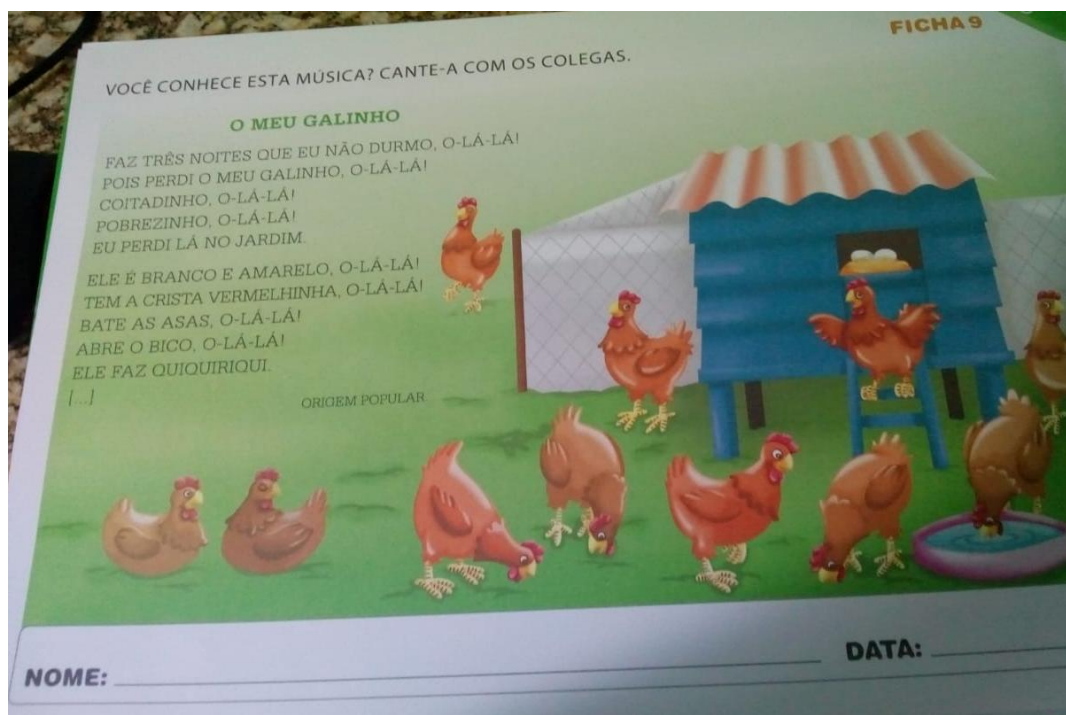 FICHA 9
VOCÊ CONHECE ESTA MÚSICA? CANTE-A COM OS COLEGAS.
O MEU GALINHO
FAZ TRÊS NOITES QUE EU NÃO DURMO, O-LÁ-LÁ!
POIS PERDI O MEU GALINHO, O-LÁ-LÁ!
COITADINHO, O-LÁ-LÁ!
POBREZINHO, O-LÁ-LÁ!
EU PERDI LÁ NO JARDIM.
ELE É BRANCO E AMARELO, O-LÁ-LÁ!
TEM A CRISTA VERMELHINHA, O-LÁ-LÁ!
BATE AS ASAS, O-LÁ-LÁ!
ABRE O BICO, O-LÁ-LÁ!
ELE FAZ QUIQUIRIQUI.
[...]
ORIGEM POPULAR
NOME:
DATA: